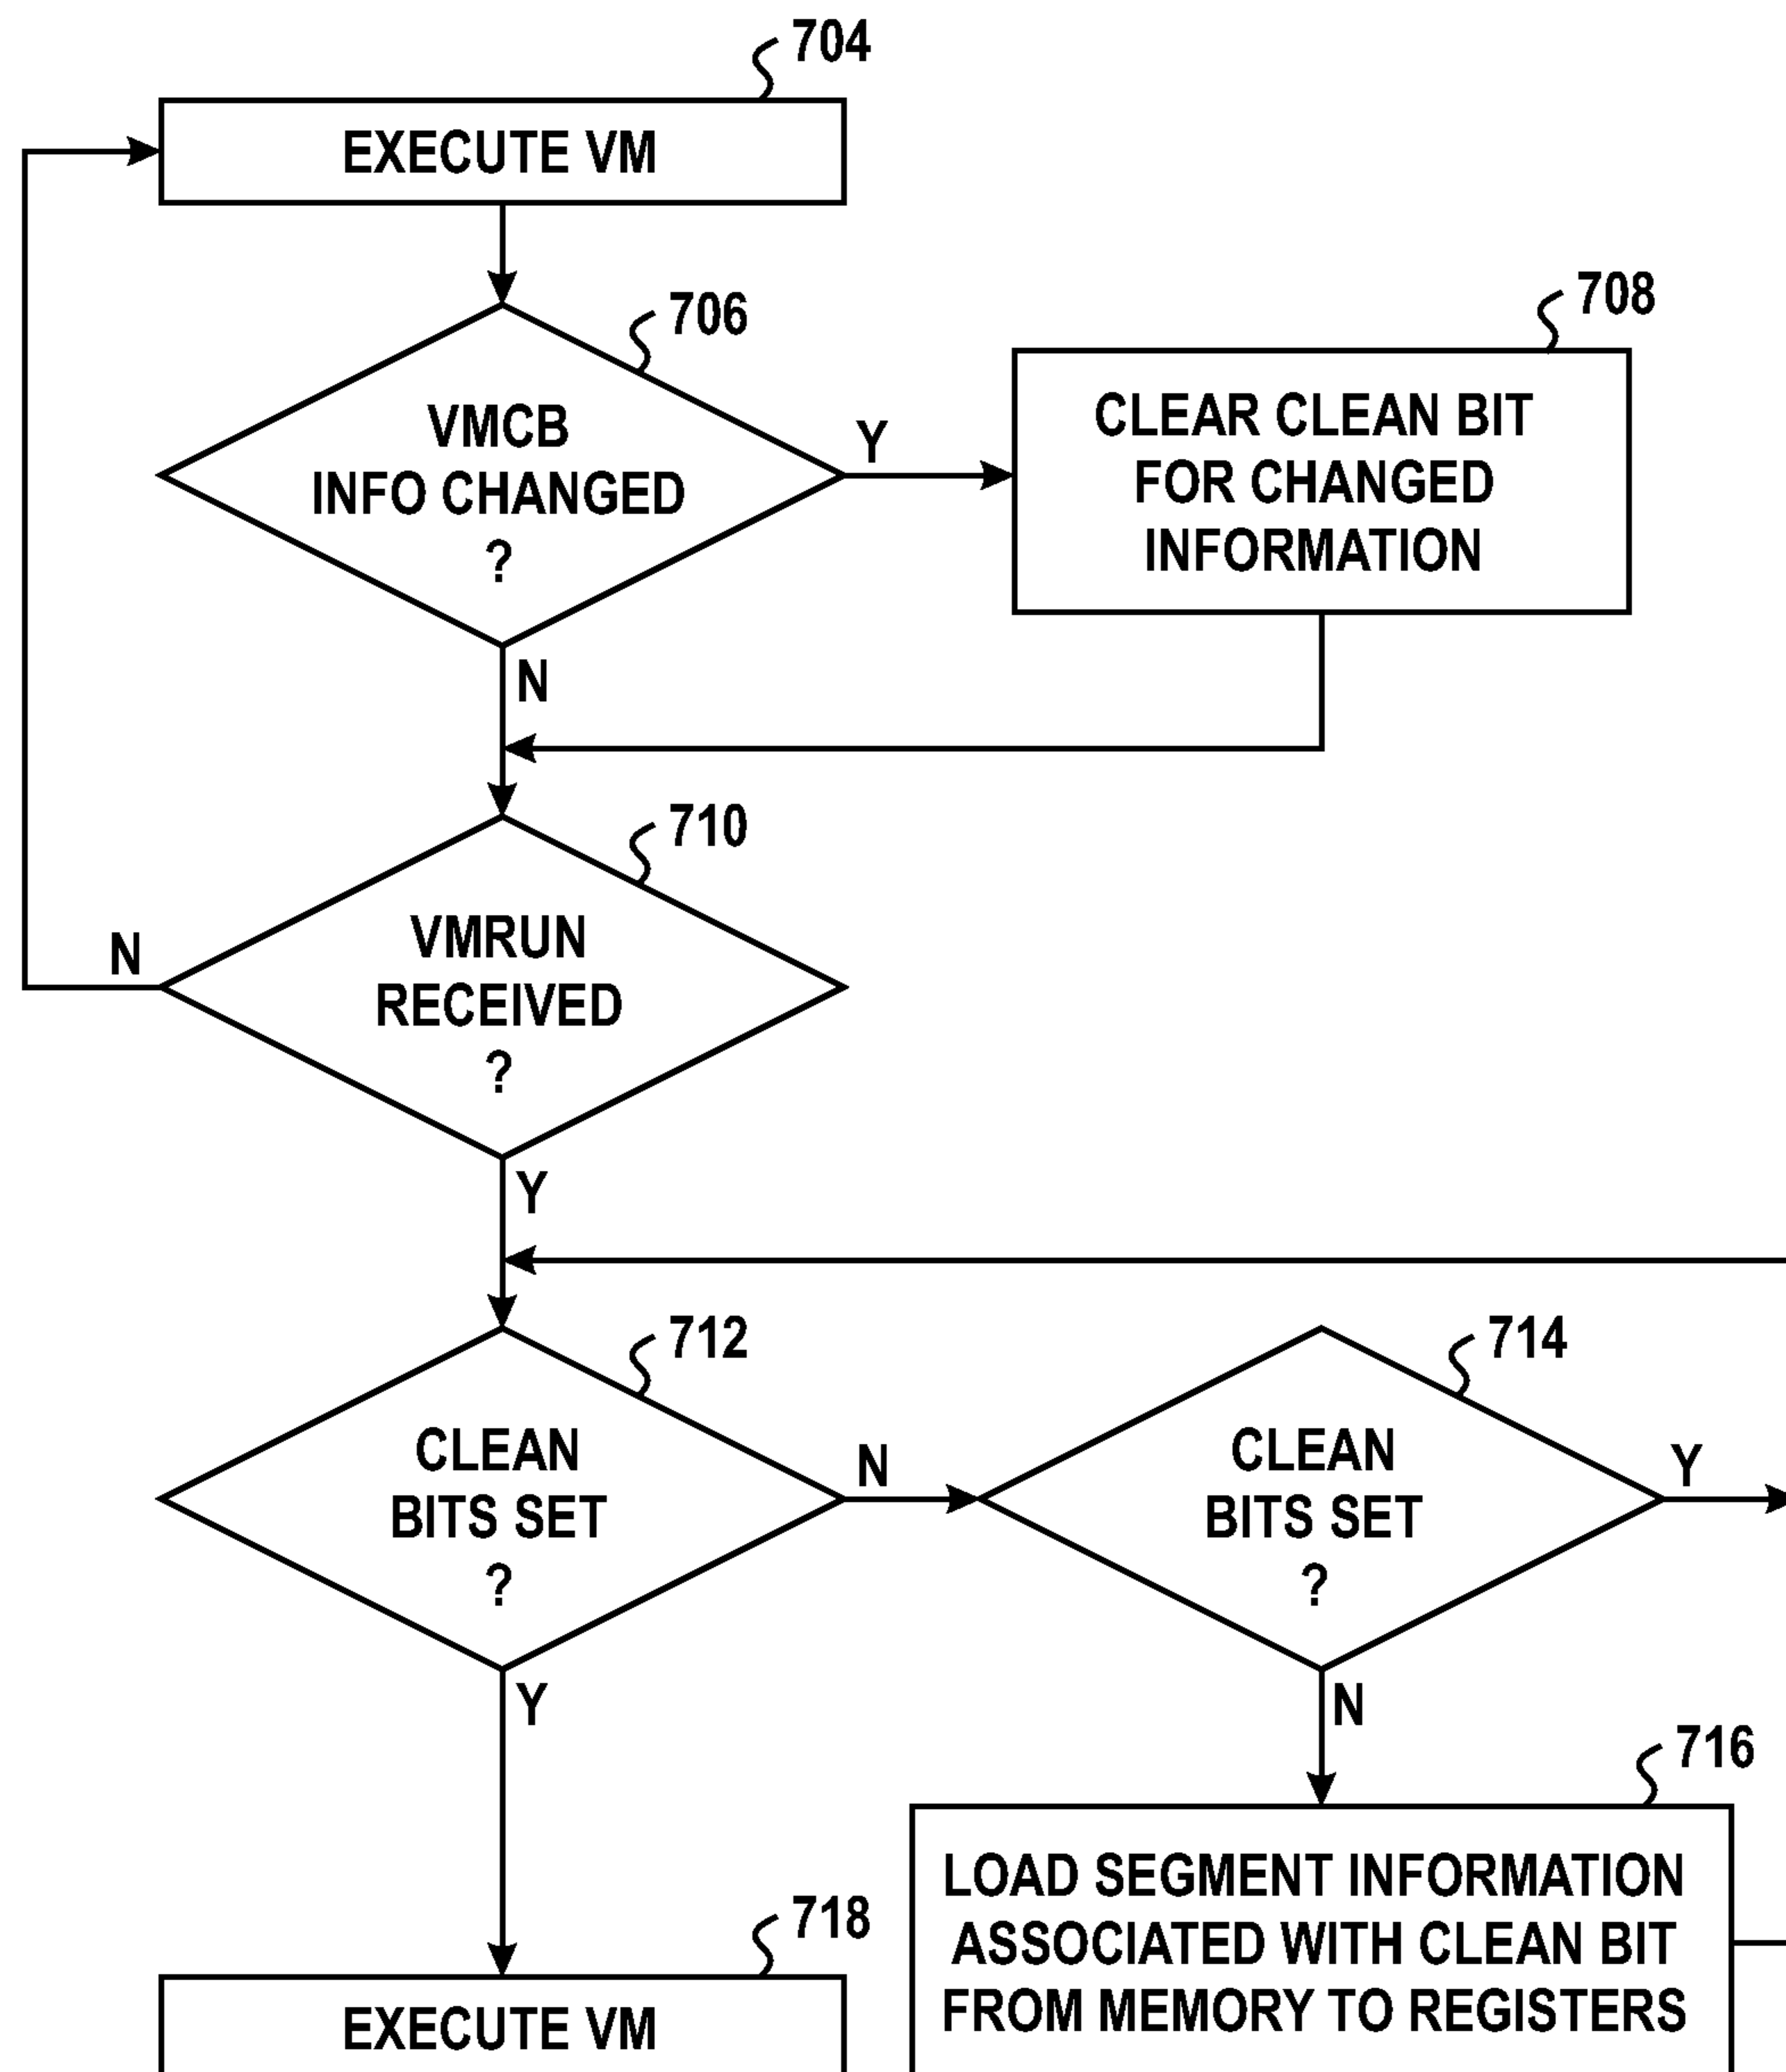 704
EXECUTE VM
706
VMCB
INFO CHANGED
?
Y
N
708
CLEAR CLEAN BIT
FOR CHANGED
INFORMATION
710
VMRUN
RECEIVED
?
N
Y
712
CLEAN
BITS SET
?
N
Y
714
CLEAN
BITS SET
?
Y
N
716
LOAD SEGMENT INFORMATION
ASSOCIATED WITH CLEAN BIT
FROM MEMORY TO REGISTERS
718
EXECUTE VM